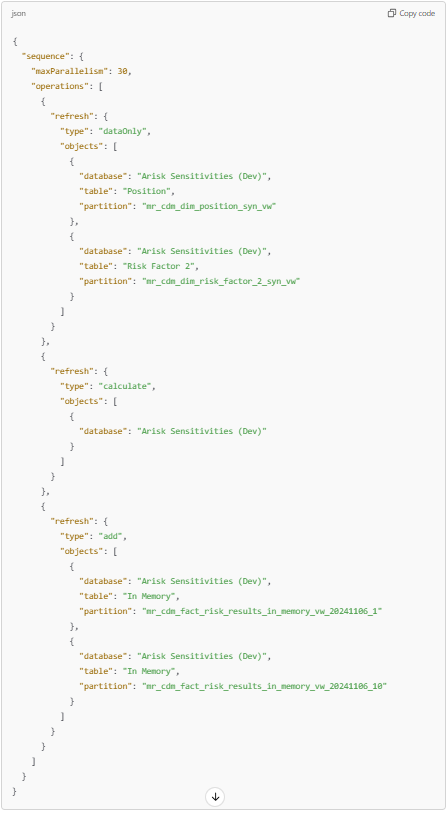 json
Copy code
{
  "sequence": {
    "maxParallelism": 30,
    "operations": [
      {
        "refresh": {
          "type": "dataOnly",
          "objects": [
            {
              "database": "Arisk Sensitivities (Dev)",
              "table": "Position",
              "partition": "mr_cdm_dim_position_syn_vw"
            },
            {
              "database": "Arisk Sensitivities (Dev)",
              "table": "Risk Factor 2",
              "partition": "mr_cdm_dim_risk_factor_2_syn_vw"
            }
          ]
        }
      },
      {
        "refresh": {
          "type": "calculate",
          "objects": [
            {
              "database": "Arisk Sensitivities (Dev)"
            }
          ]
        }
      },
      {
        "refresh": {
          "type": "add",
          "objects": [
            {
              "database": "Arisk Sensitivities (Dev)",
              "table": "In Memory",
              "partition": "mr_cdm_fact_risk_results_in_memory_vw_20241106_1"
            },
            {
              "database": "Arisk Sensitivities (Dev)",
              "table": "In Memory",
              "partition": "mr_cdm_fact_risk_results_in_memory_vw_20241106_10"
            }
          ]
        }
      }
    ]
  }
}